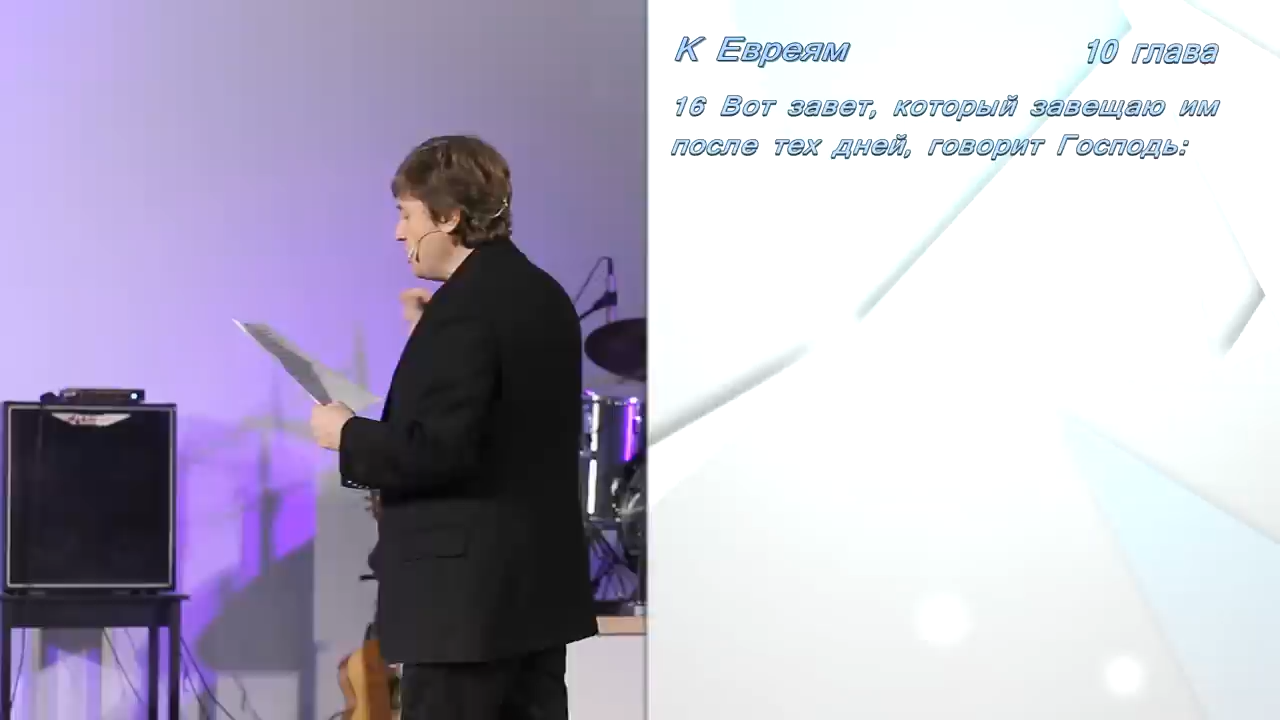 К Евреям 10 глава
16 Вот завет, который завещаю им
после тех дней, говорит Господь: